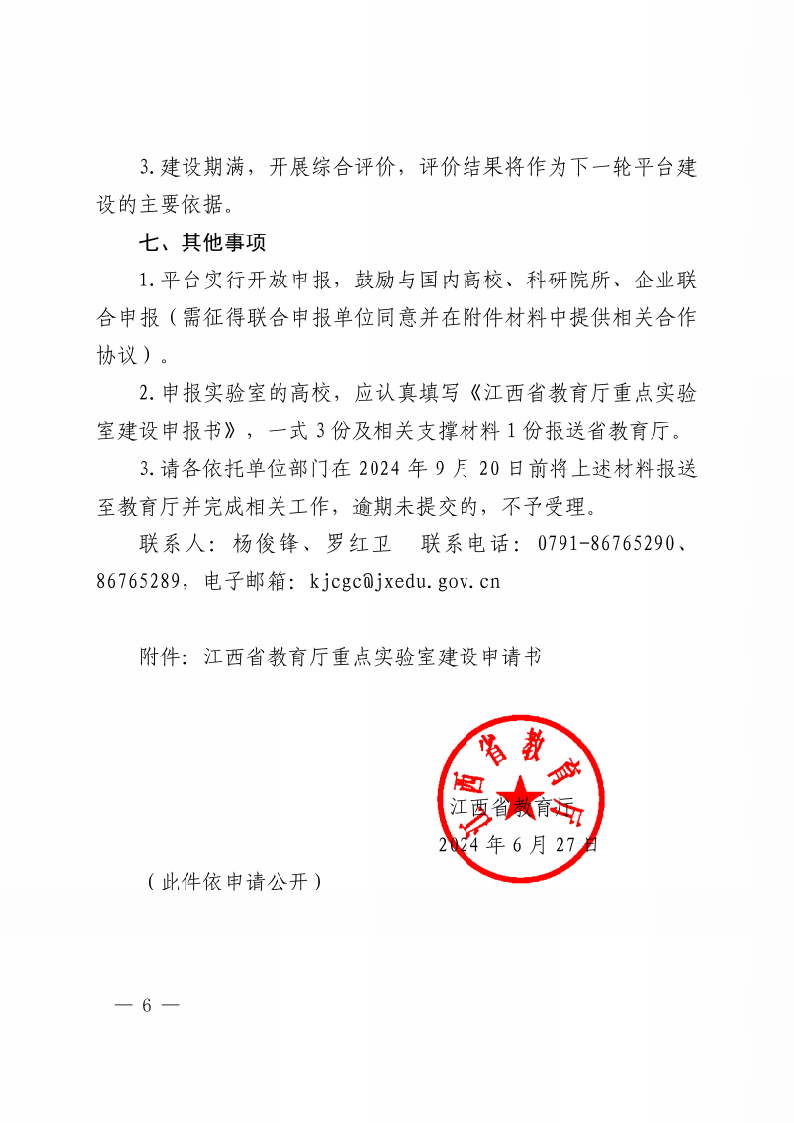 3.建设期满，开展综合评价，评价结果将作为下一轮平台建
设的主要依据。
七、其他事项
1.平台实行开放申报，鼓励与国内高校、科研院所、企业联
合申报（需征得联合申报单位同意并在附件材料中提供相关合作
协议）。
2.申报实验室的高校，应认真填写《江西省教育厅重点实验
室建设申报书》，一式 3 份及相关支撑材料 1 份报送省教育厅。
3.请各依托单位部门在 2024 年 9 月 20 日前将上述材料报送
至教育厅并完成相关工作，逾期未提交的，不予受理。
联系人：杨俊锋、罗红卫 联系电话：0791-86765290、
86765289，电子邮箱：kjcgc@jxedu.gov.cn
附件：江西省教育厅重点实验室建设申请书
江西省教育厅
江西省教育厅
2024 年 6 月 27 日
（此件依申请公开）
— 6 —